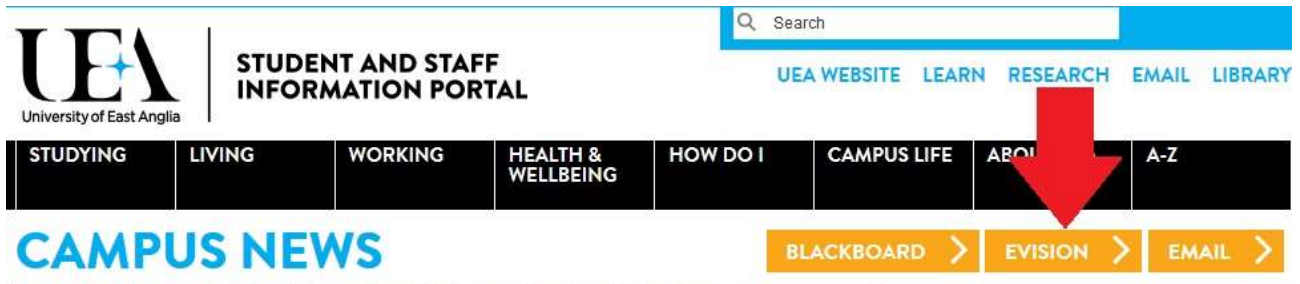 Search
UEA
University of East Anglia
STUDENT AND STAFF
INFORMATION PORTAL
UEA WEBSITE LEARN RESEARCH EMAIL LIBRARY
STUDYING LIVING WORKING HEALTH & WELLBEING HOW DO I CAMPUS LIFE A-Z
CAMPUS NEWS
BLACKBOARD EVISION EMAIL